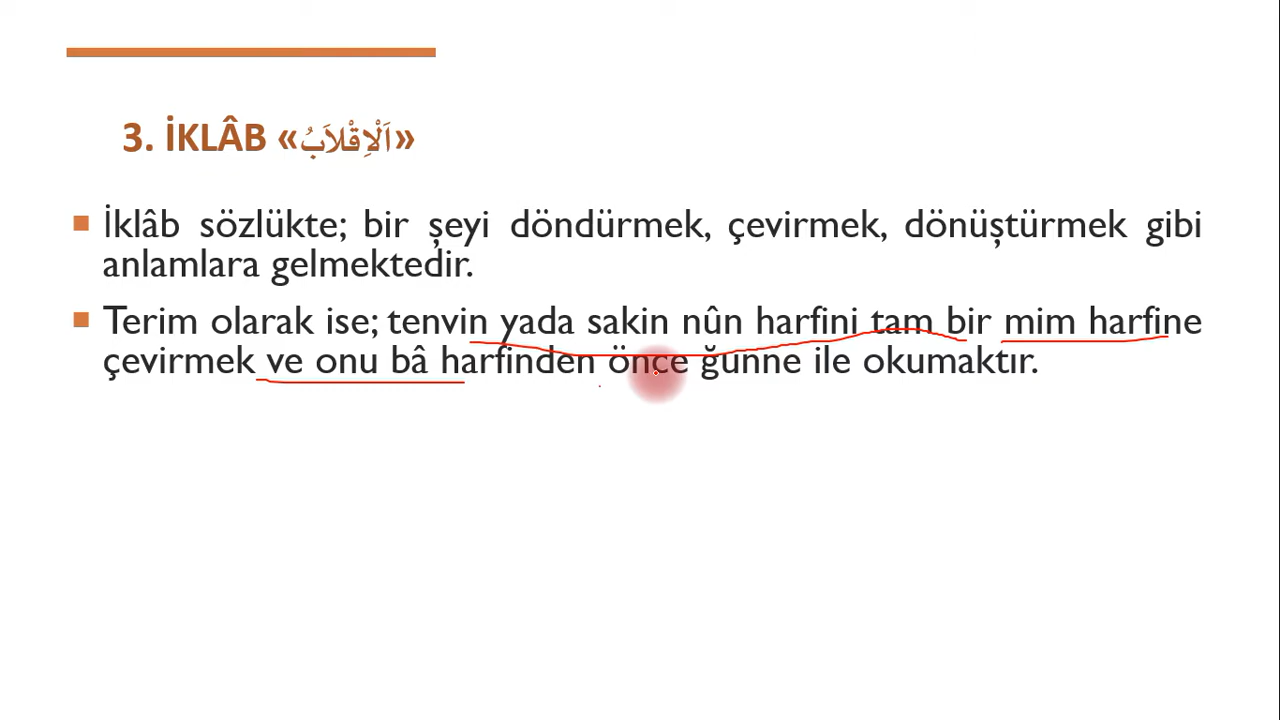 3. İKLÂB «اَلْاِقْلاَبُ»
İklâb sözlükte; bir şeyi döndürmek, çevirmek, dönüştürmek gibi
anlamlara gelmektedir.
Terim olarak ise; tenvin yada sakin nûn harfini tam bir mim harfine
çevirmek ve onu bâ harfinden önce ğunne ile okumaktır.